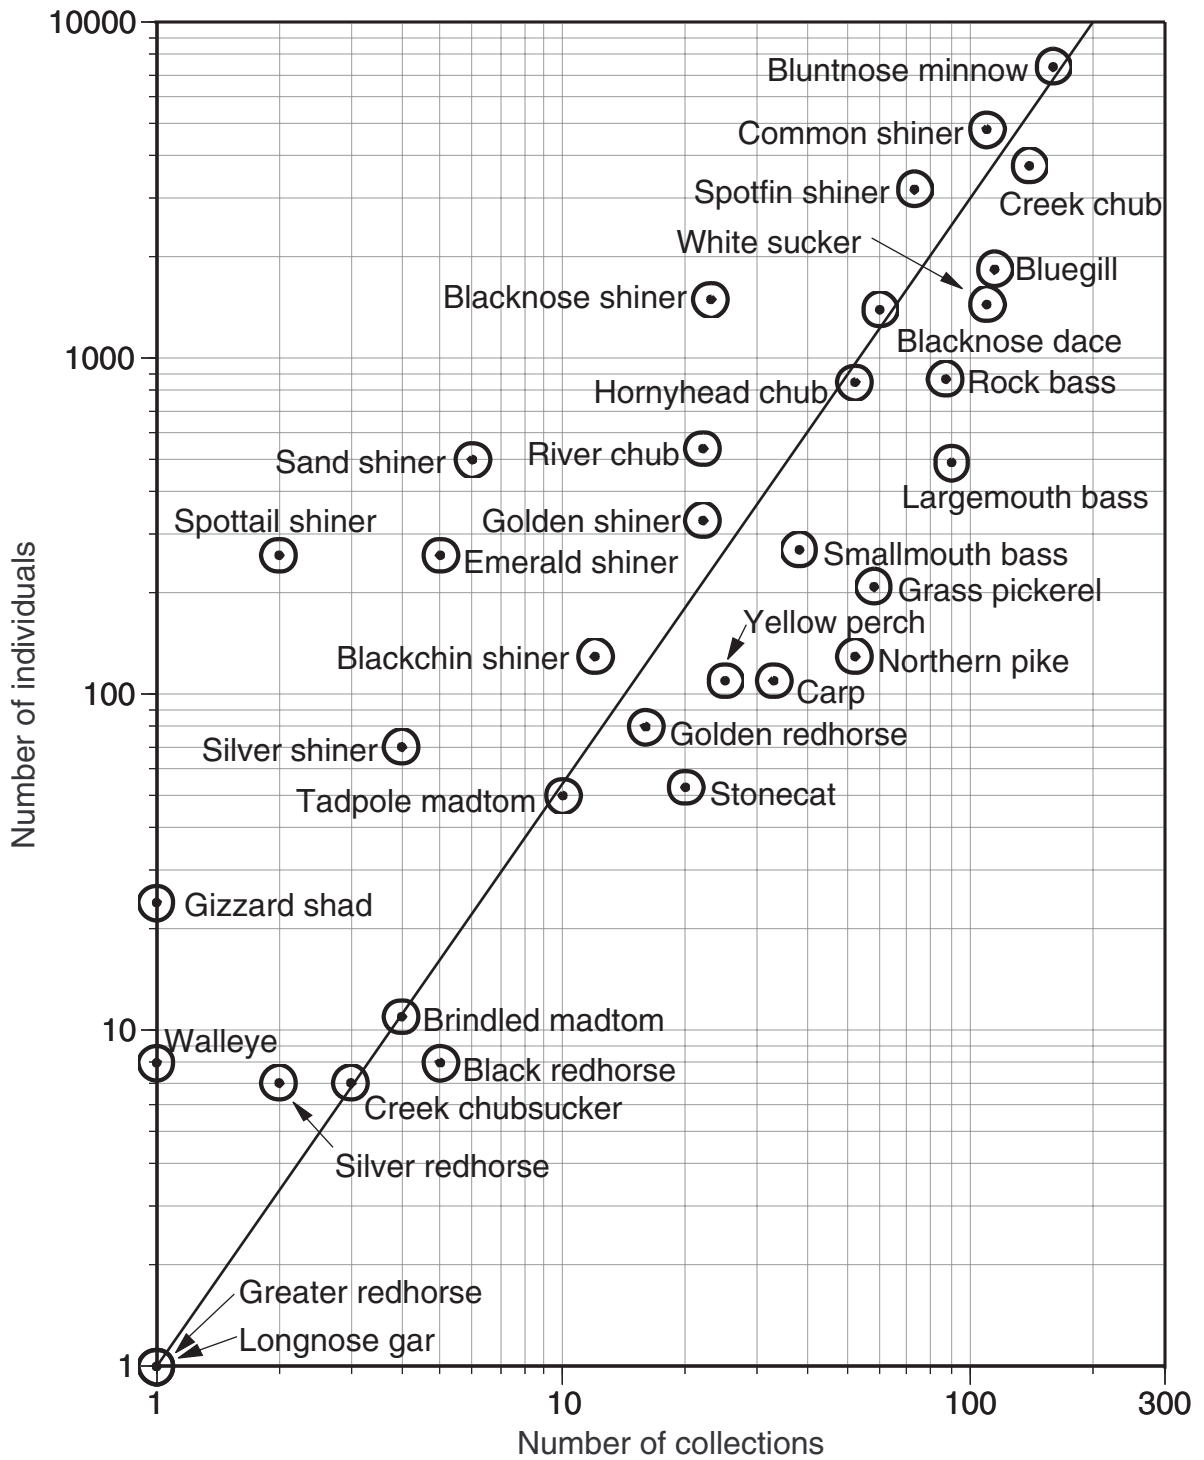 10000
Bluntnose minnow
Common shiner
Spotfin shiner
Creek chub
White sucker
Bluegill
Blacknose shiner
Blacknose dace
1000
Hornyhead chub
Rock bass
Sand shiner
River chub
Largemouth bass
Spottail shiner
Golden shiner
Emerald shiner
Smallmouth bass
Grass pickerel
Yellow perch
Blackchin shiner
Northern pike
100
Carp
Golden redhorse
Silver shiner
Tadpole madtom
Stonecat
Number of individuals
Gizzard shad
10
Brindled madtom
Walleye
Black redhorse
Creek chubsucker
Silver redhorse
Greater redhorse
Longnose gar
1
1 10 100 300
Number of collections